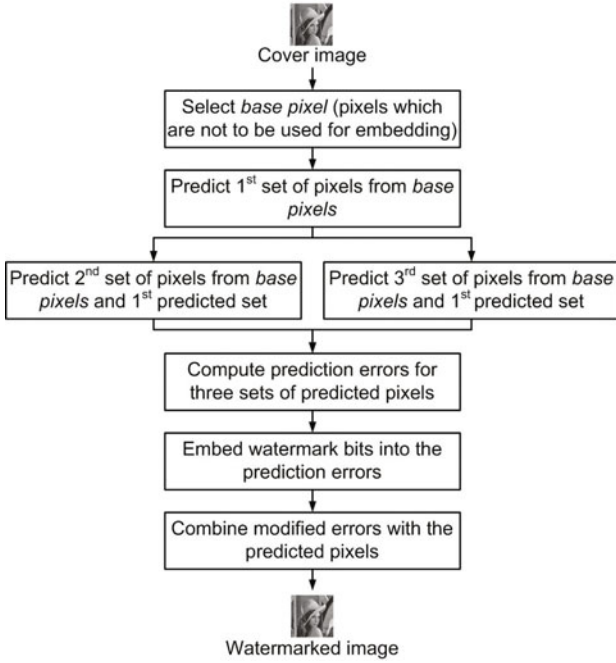 Cover image
Select base pixel (pixels which
are not to be used for embedding)
Predict 1st set of pixels from base
pixels
Predict 2nd set of pixels from base
pixels and 1st predicted set
Predict 3rd set of pixels from base
pixels and 1st predicted set
Compute prediction errors for
three sets of predicted pixels
Embed watermark bits into the
prediction errors
Combine modified errors with the
predicted pixels
Watermarked image